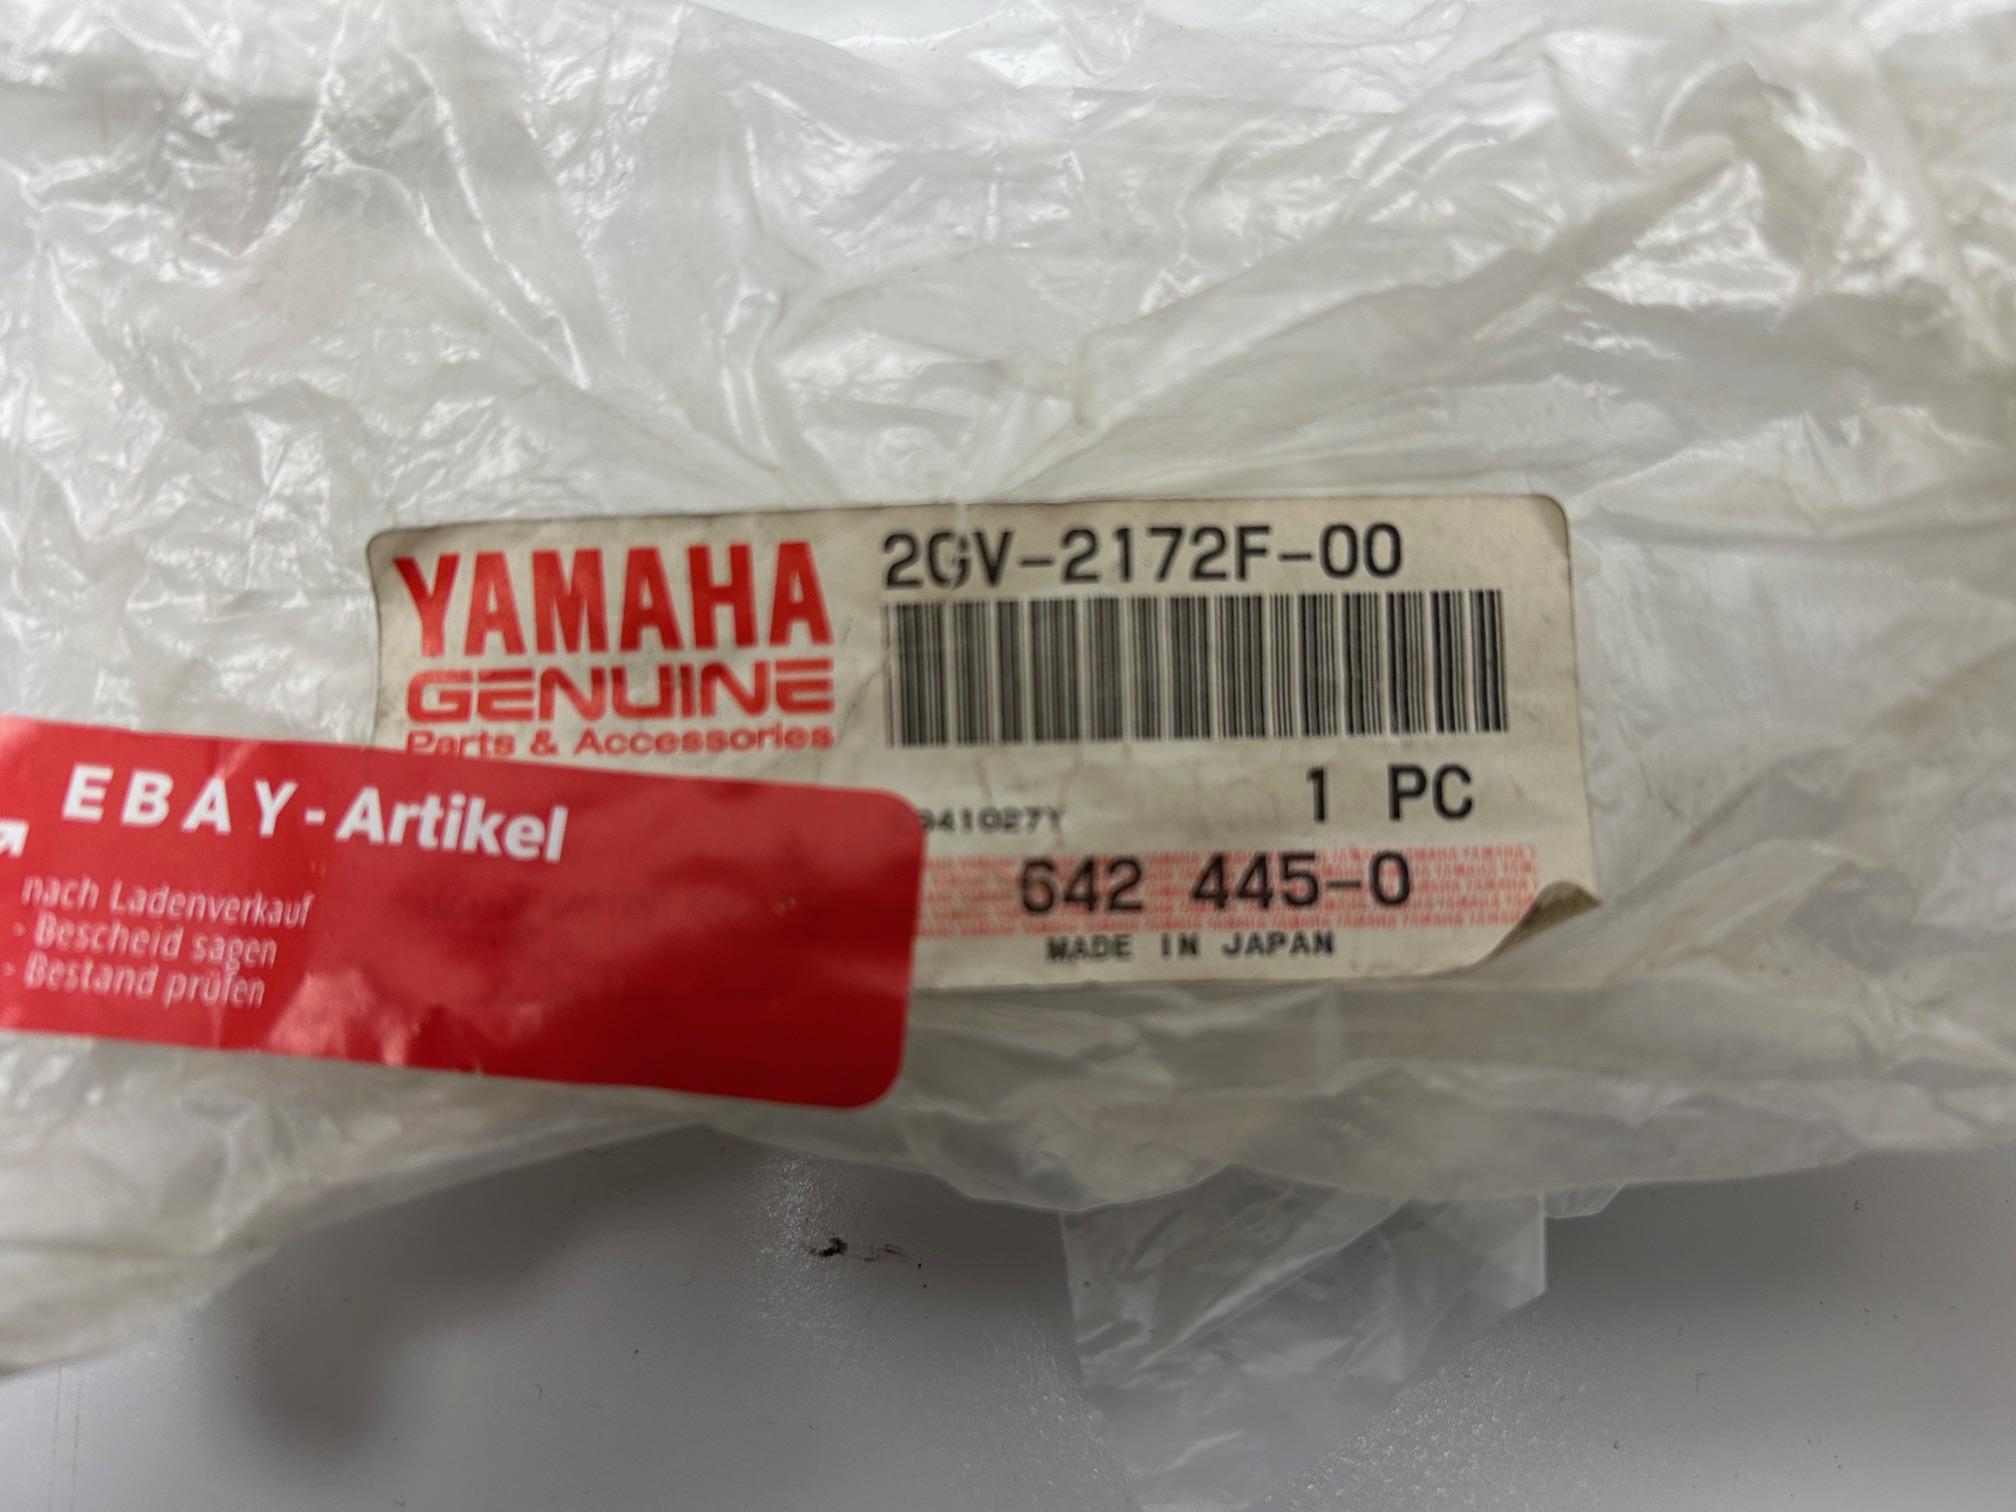 YAMAHA
GENUINE
Parts & Accessories
2GV-2172F-00
1 PC
642 445-0
MADE IN JAPAN
EBAY-Artikel
nach Ladenverkauf
- Bescheid sagen
- Bestand prüfen